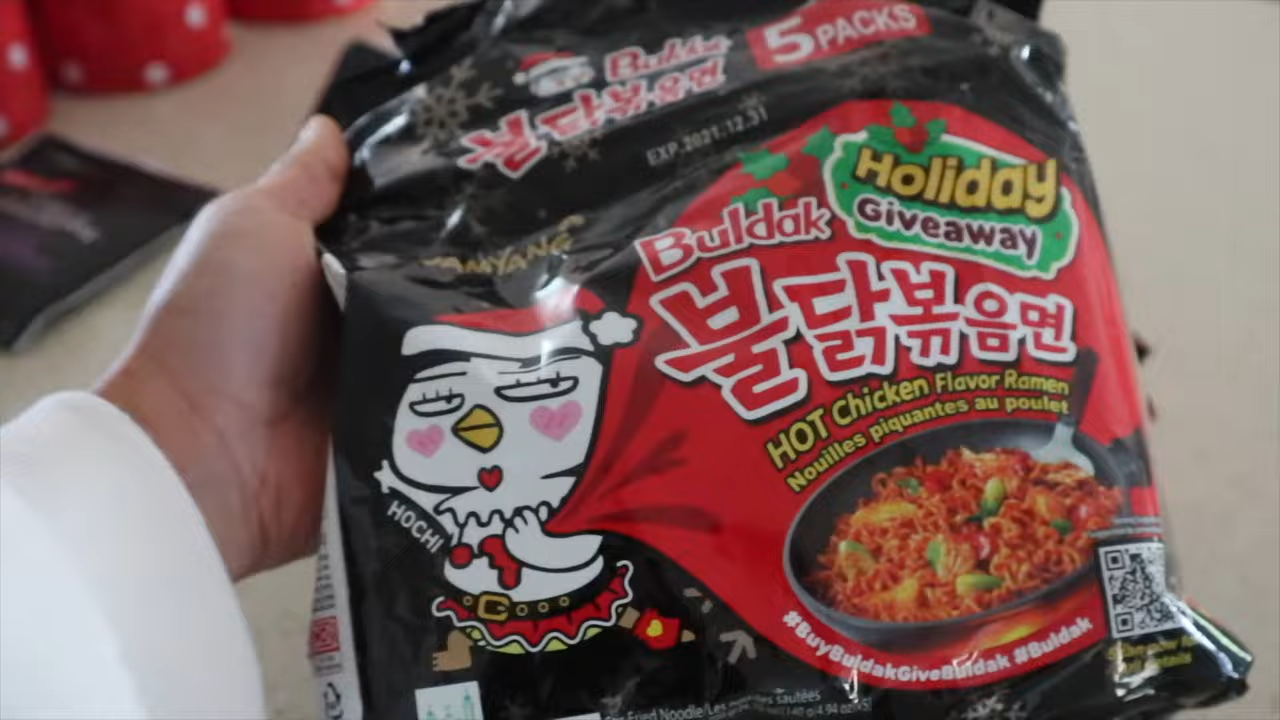 5 PACKS
Buldak
불닭볶음면
EXP.2021.12.31
Holiday
Giveaway
SAMYANG
Buldak
불닭볶음면
HOT Chicken Flavor Ramen
Nouilles piquantes au poulet
HOCHI
#BuyBuldakGiveBuldak #Buldak